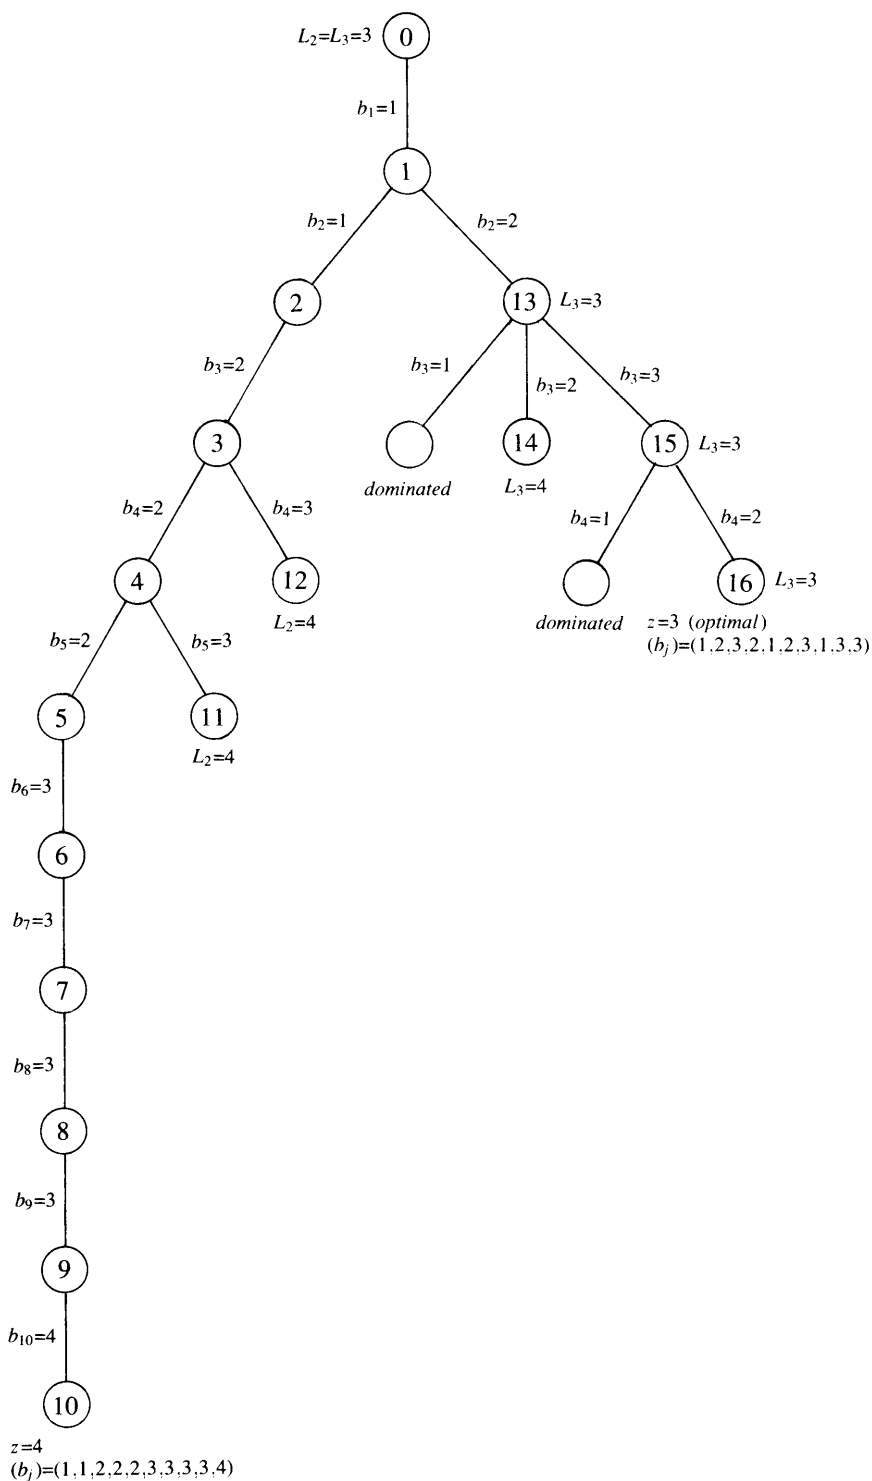 L₂=L₃=3 0
b₁=1
1
b₂=1 b₂=2
2 13 L₃=3
b₃=2 b₃=1 b₃=2 b₃=3
3 14 15 L₃=3
dominated L₃=4
b₄=2 b₄=3 b₄=1 b₄=2
4 12 16 L₃=3
L₂=4 dominated z=3 (optimal)
(bⱼ)=(1,2,3,2,1,2,3,1,3,3)
b₅=2 b₅=3
5 11
L₂=4
b₆=3
6
b₇=3
7
b₈=3
8
b₉=3
9
b₁₀=4
10
z=4
(bⱼ)=(1,1,2,2,2,3,3,3,3,4)